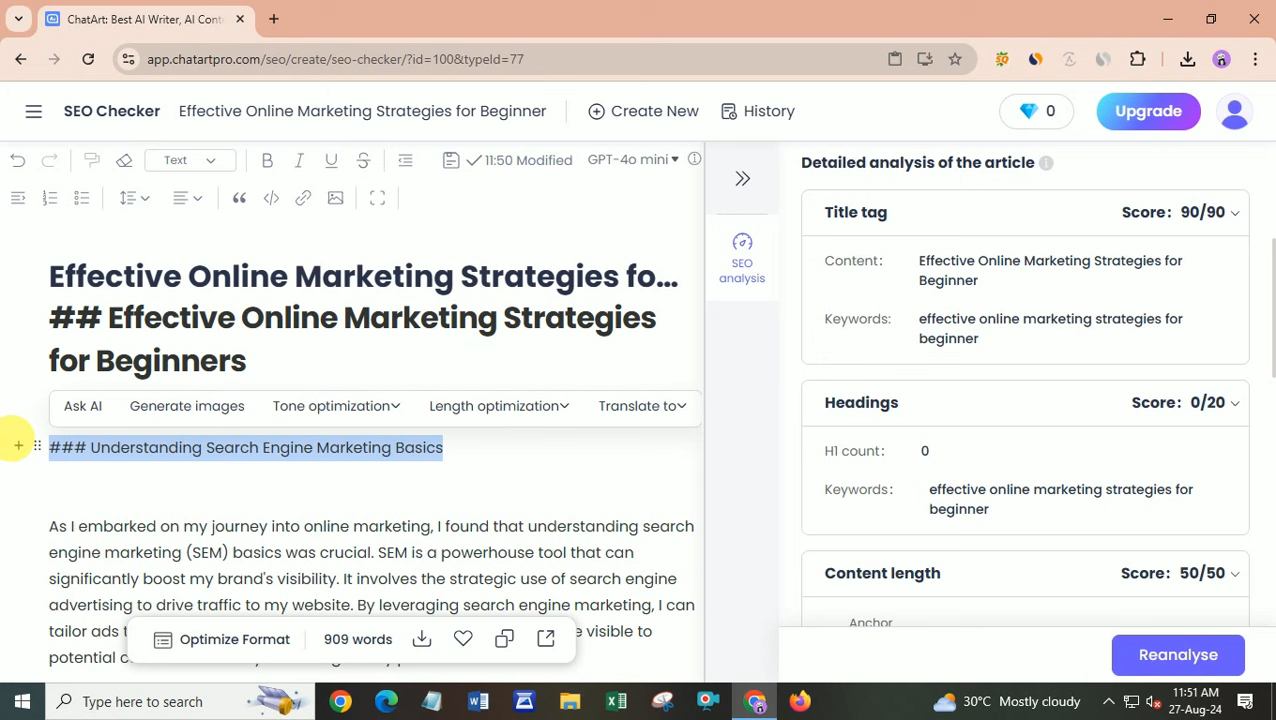 ChatArt: Best AI Writer, AI Cont
app.chatartpro.com/seo/create/seo-checker/?id=100&typeId=77
SEO Checker
Effective Online Marketing Strategies for Beginner
Create New
History
0
Upgrade
Text
B I U S
11:50 Modified
GPT-4o mini
Effective Online Marketing Strategies fo...
## Effective Online Marketing Strategies
for Beginners
Ask AI
Generate images
Tone optimization
Length optimization
Translate to
### Understanding Search Engine Marketing Basics
As I embarked on my journey into online marketing, I found that understanding search
engine marketing (SEM) basics was crucial. SEM is a powerhouse tool that can
significantly boost my brand's visibility. It involves the strategic use of search engine
advertising to drive traffic to my website. By leveraging search engine marketing, I can
tailor ads
e visible to
potential
Optimize Format
909 words
SEO
analysis
Detailed analysis of the article
Title tag
Score: 90/90
Content:
Effective Online Marketing Strategies for
Beginner
Keywords:
effective online marketing strategies for
beginner
Headings
Score: 0/20
H1 count:
0
Keywords:
effective online marketing strategies for
beginner
Content length
Score: 50/50
Anchor
Reanalyse
Type here to search
30°C Mostly cloudy
11:51 AM
27-Aug-24